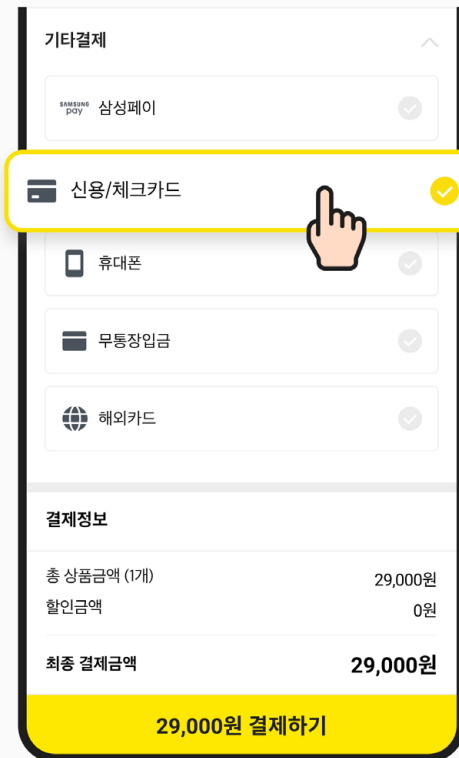 기타결제
SAMSUNG
pay 삼성페이
신용/체크카드
휴대폰
무통장입금
해외카드
결제정보
총 상품금액 (1개) 29,000원
할인금액 0원
최종 결제금액 29,000원
29,000원 결제하기